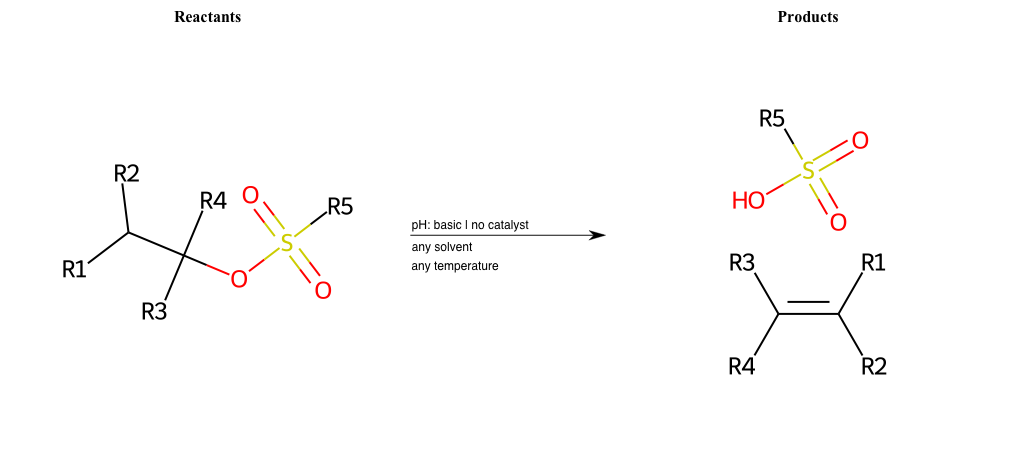 Reactants
Products
R2
R4
O
R5
S
R1
O
O
R3
pH: basic | no catalyst
any solvent
any temperature
R5
O
S
HO
O
R3
R1
R4
R2